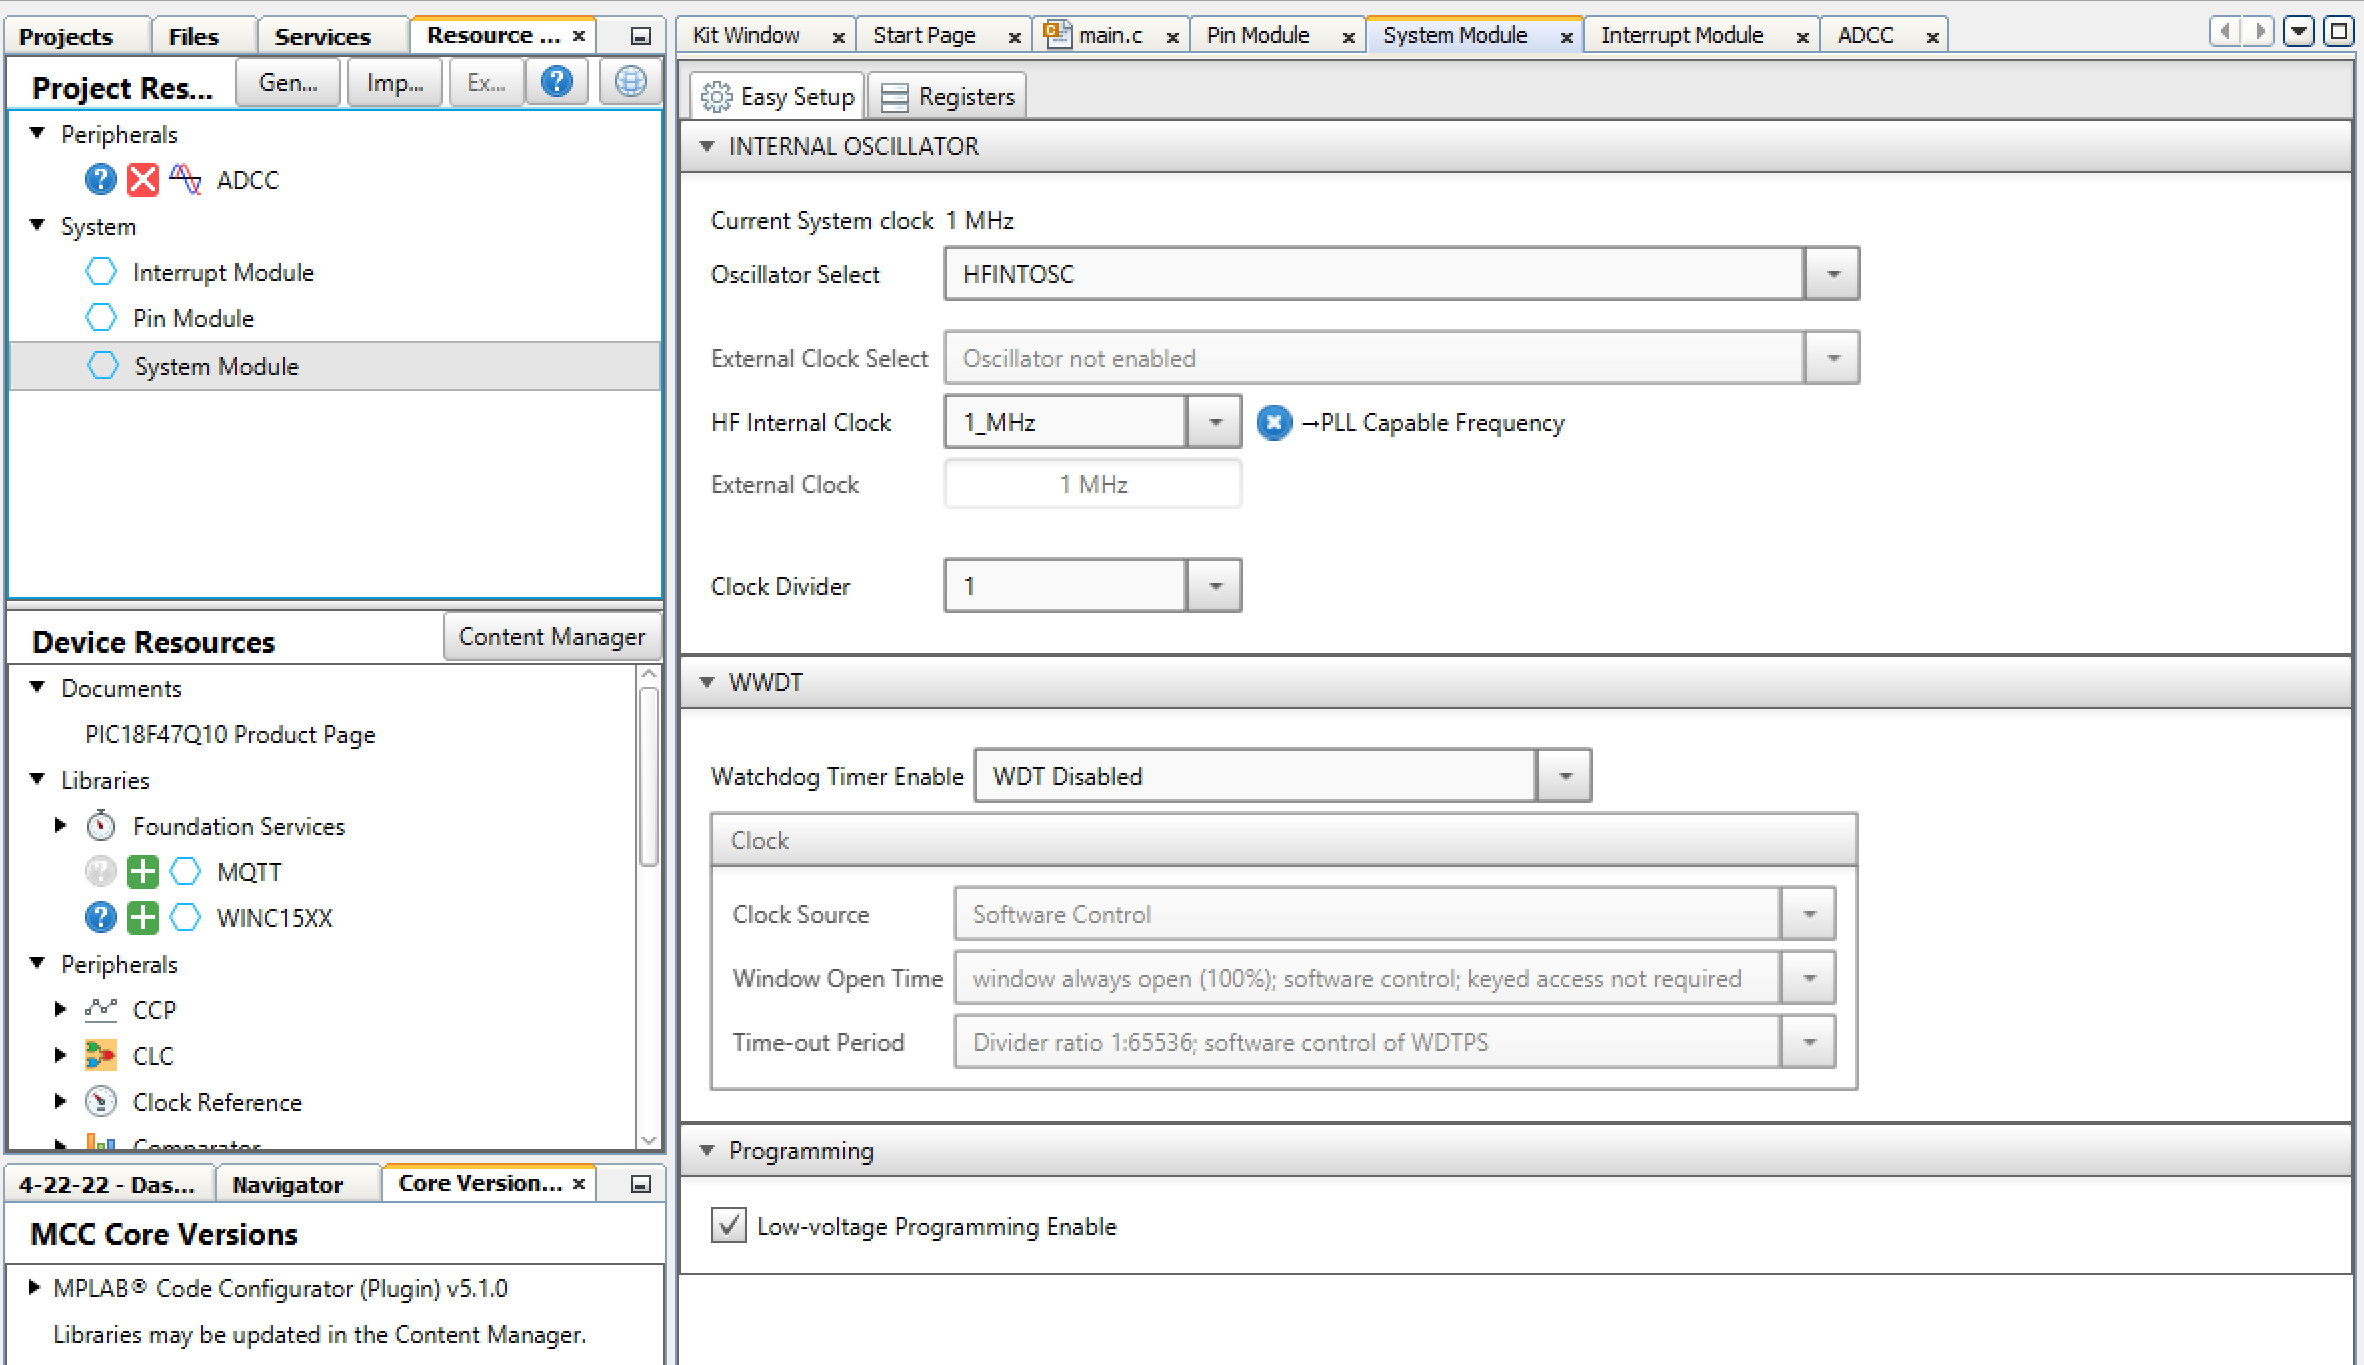 Projects
Files
Services
Resource ...
Project Res...
Gen...
Imp...
Ex...
Peripherals
ADCC
System
Interrupt Module
Pin Module
System Module
Device Resources
Content Manager
Documents
PIC18F47Q10 Product Page
Libraries
Foundation Services
MQTT
WINC15XX
Peripherals
CCP
CLC
Clock Reference
Comparator
4-22-22 - Das...
Navigator
Core Version...
MCC Core Versions
MPLAB® Code Configurator (Plugin) v5.1.0
Libraries may be updated in the Content Manager.
Kit Window
Start Page
main.c
Pin Module
System Module
Interrupt Module
ADCC
Easy Setup
Registers
INTERNAL OSCILLATOR
Current System clock 1 MHz
Oscillator Select HFINTOSC
External Clock Select Oscillator not enabled
HF Internal Clock 1_MHz →PLL Capable Frequency
External Clock 1 MHz
Clock Divider 1
WWDT
Watchdog Timer Enable WDT Disabled
Clock
Clock Source Software Control
Window Open Time window always open (100%); software control; keyed access not required
Time-out Period Divider ratio 1:65536; software control of WDTPS
Programming
Low-voltage Programming Enable